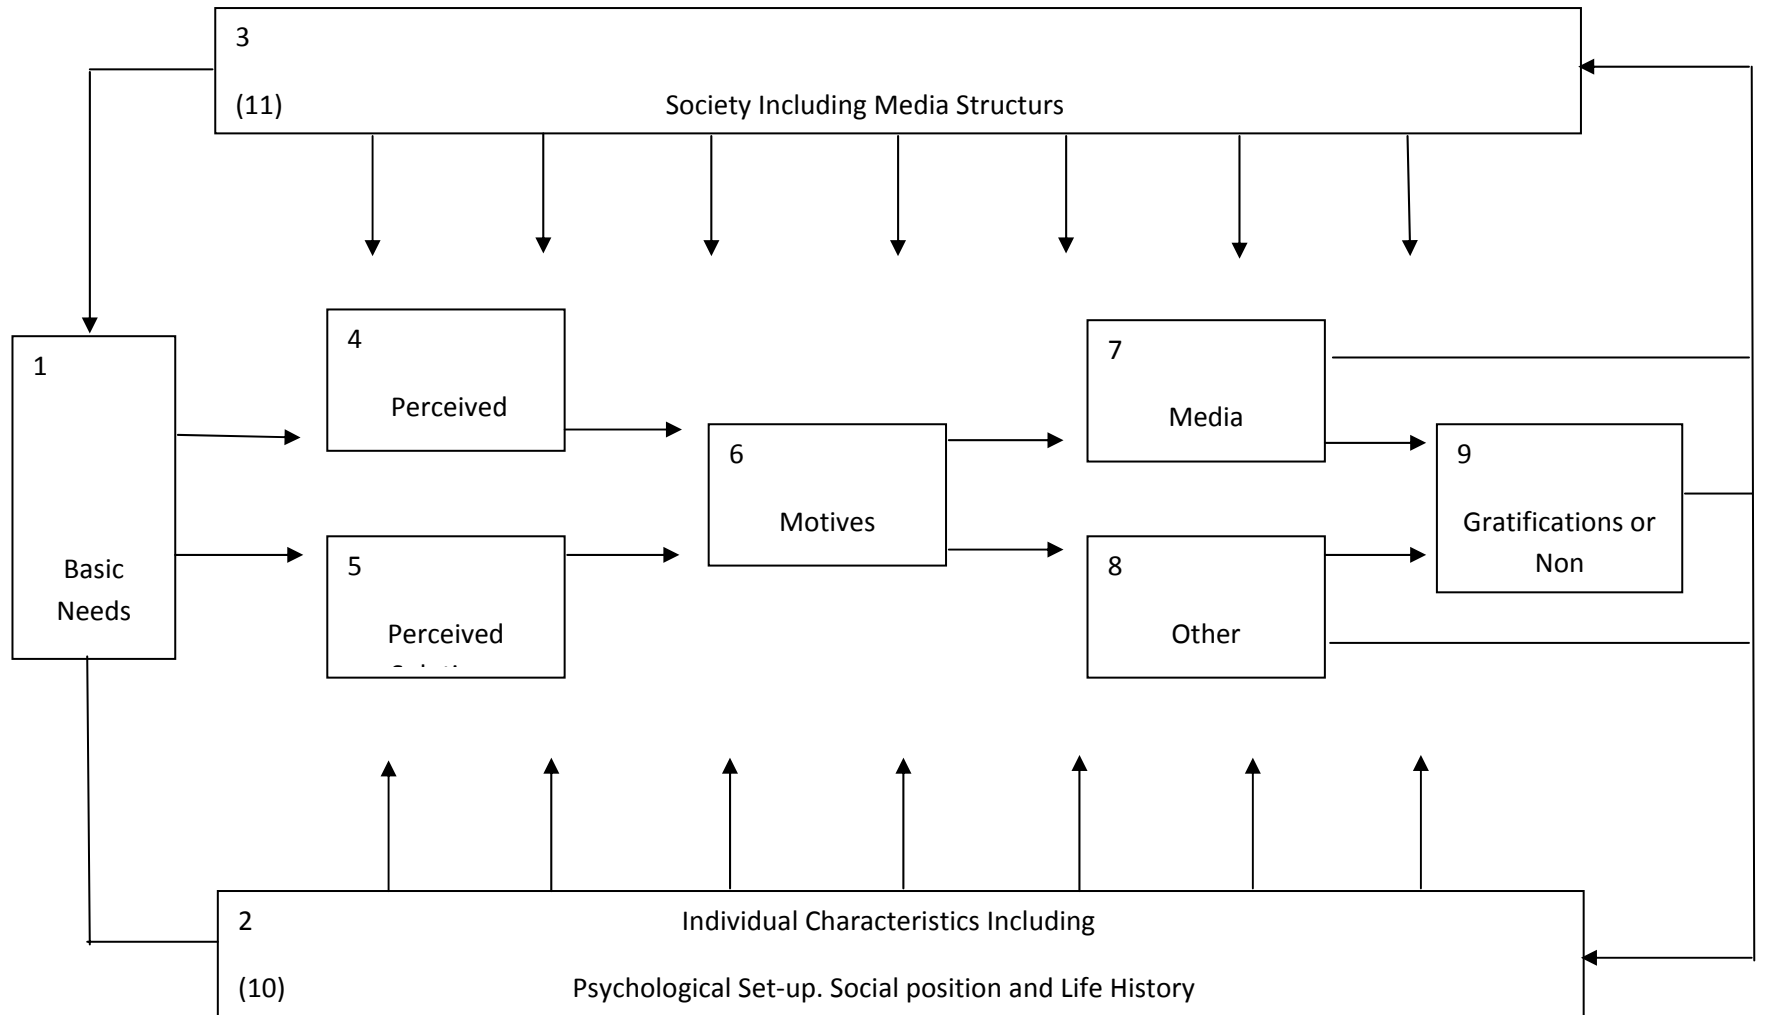 3
(11) Society Including Media Structurs
1
Basic
Needs
4
Perceived
5
Perceived
6
Motives
7
Media
8
Other
9
Gratifications or
Non
2 Individual Characteristics Including
(10) Psychological Set-up. Social position and Life History